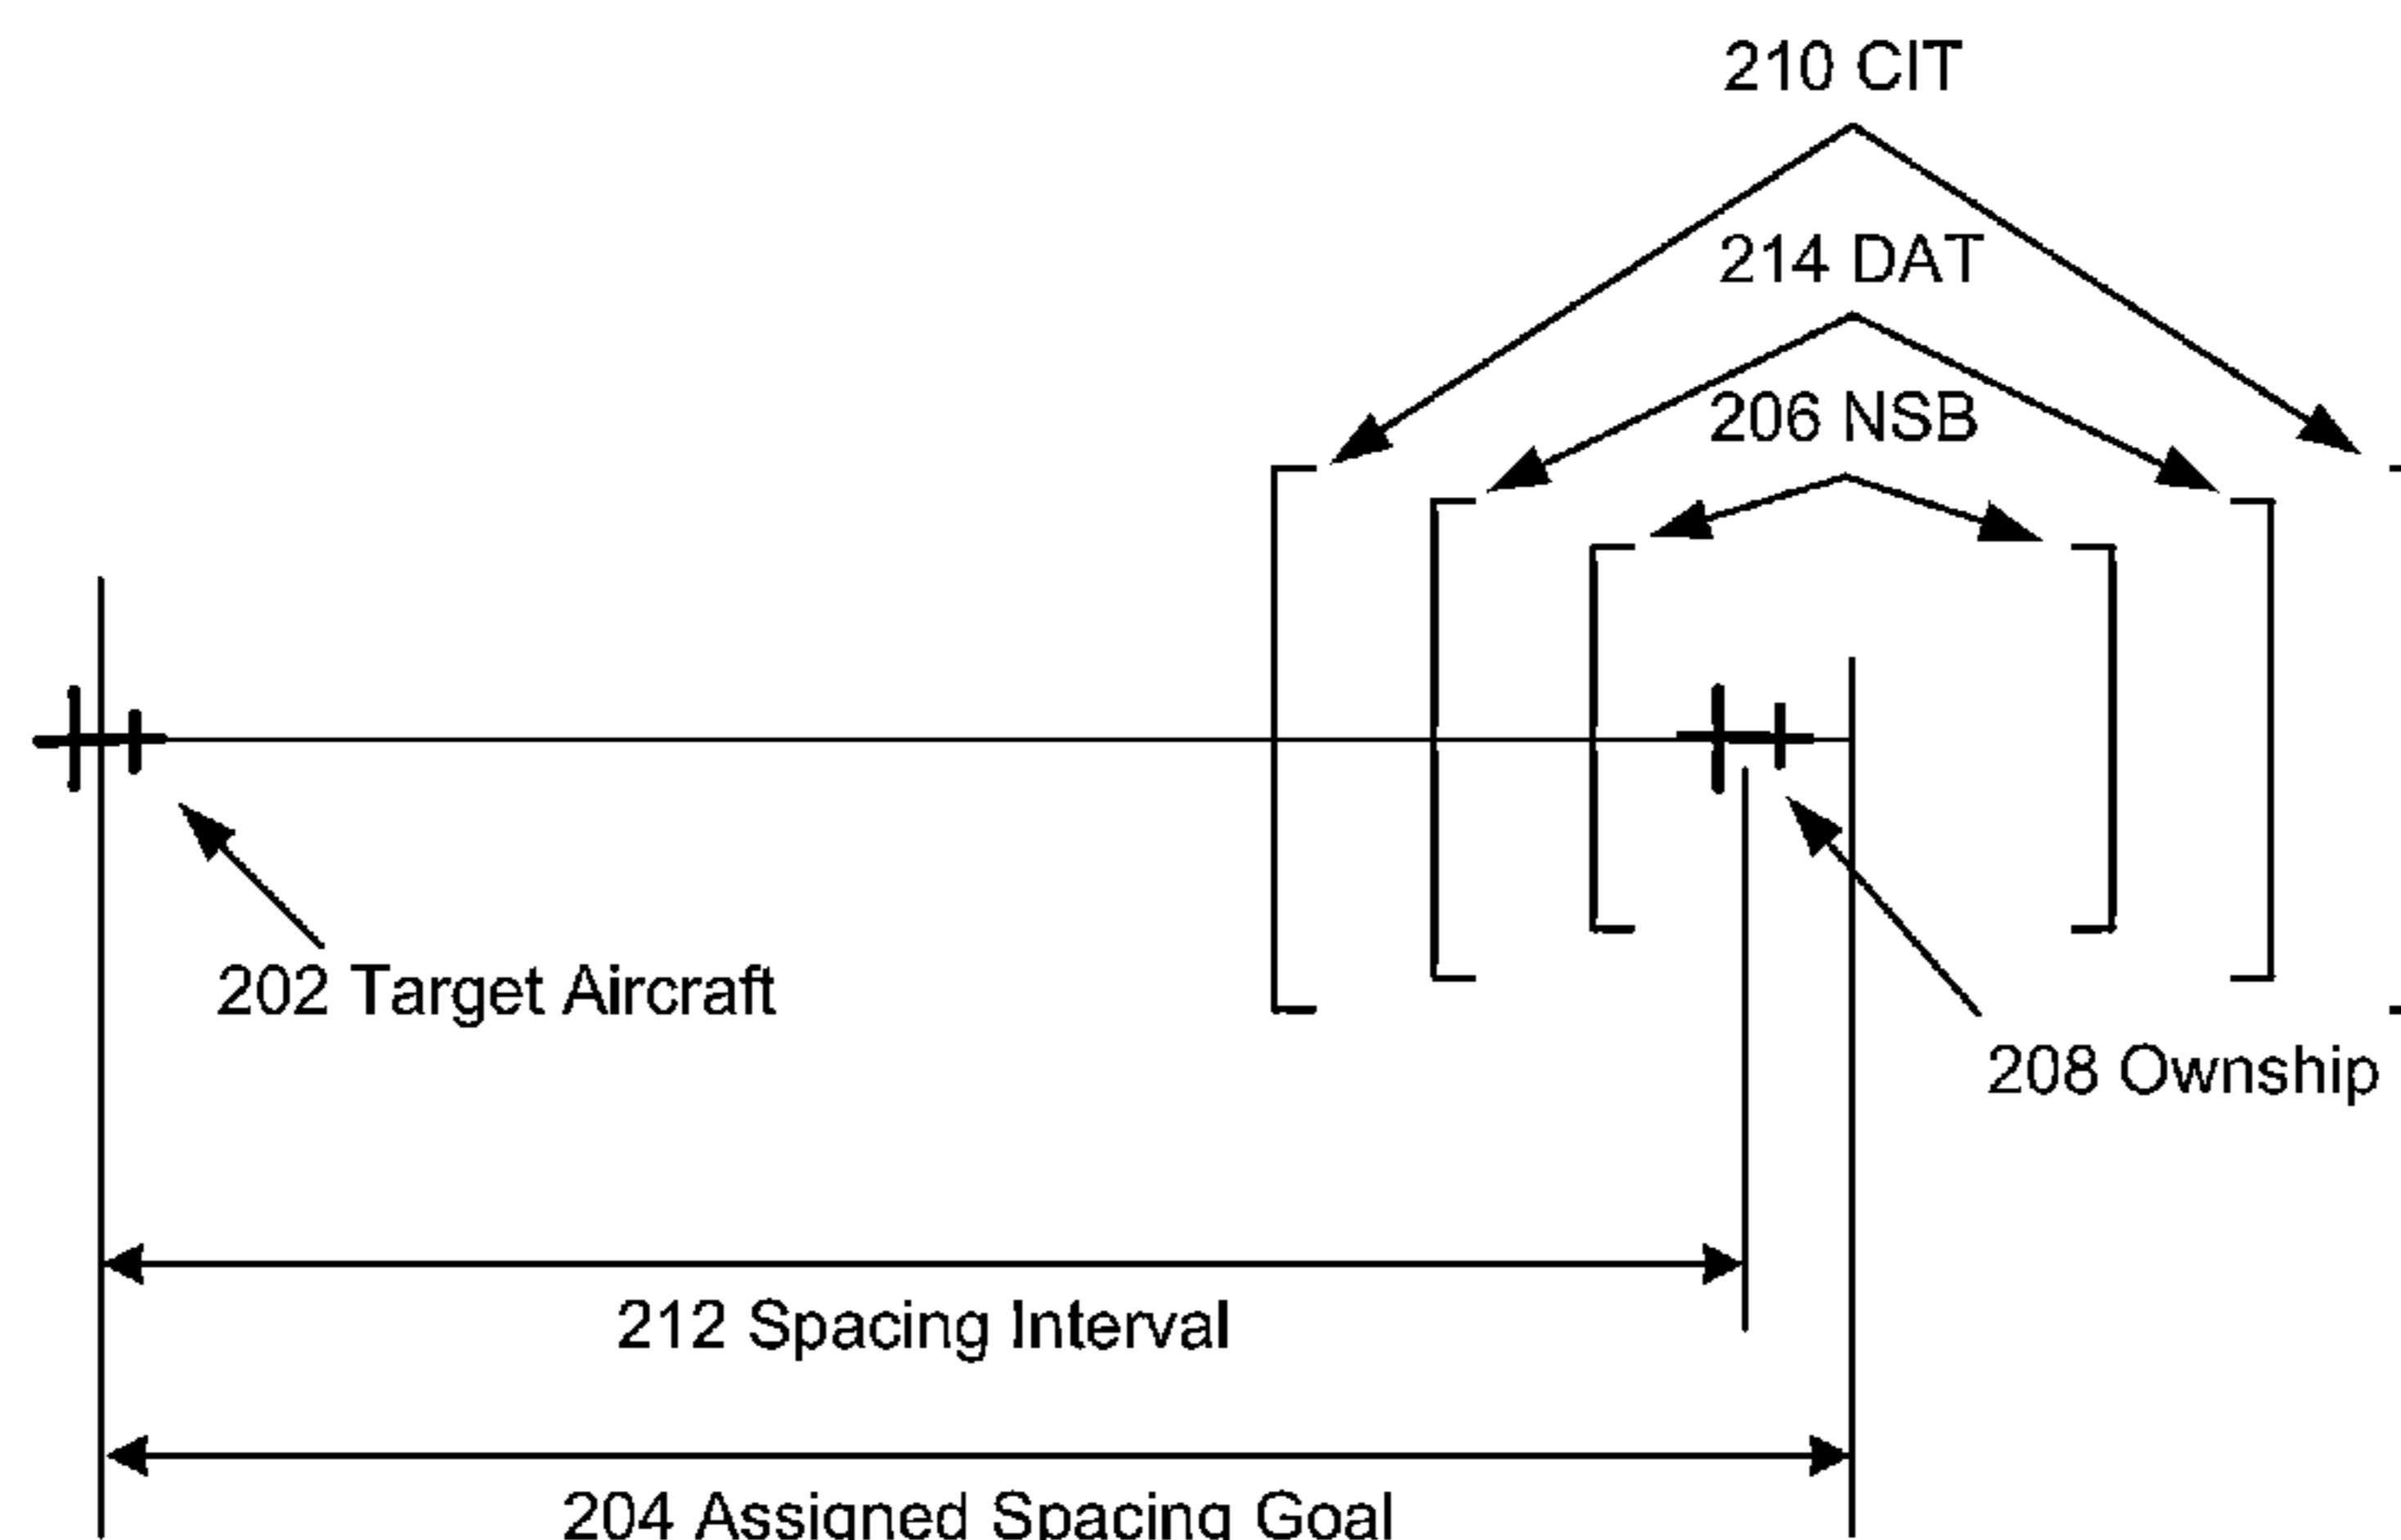 210 CIT
214 DAT
206 NSB
202 Target Aircraft
208 Ownship
212 Spacing Interval
204 Assigned Spacing Goal